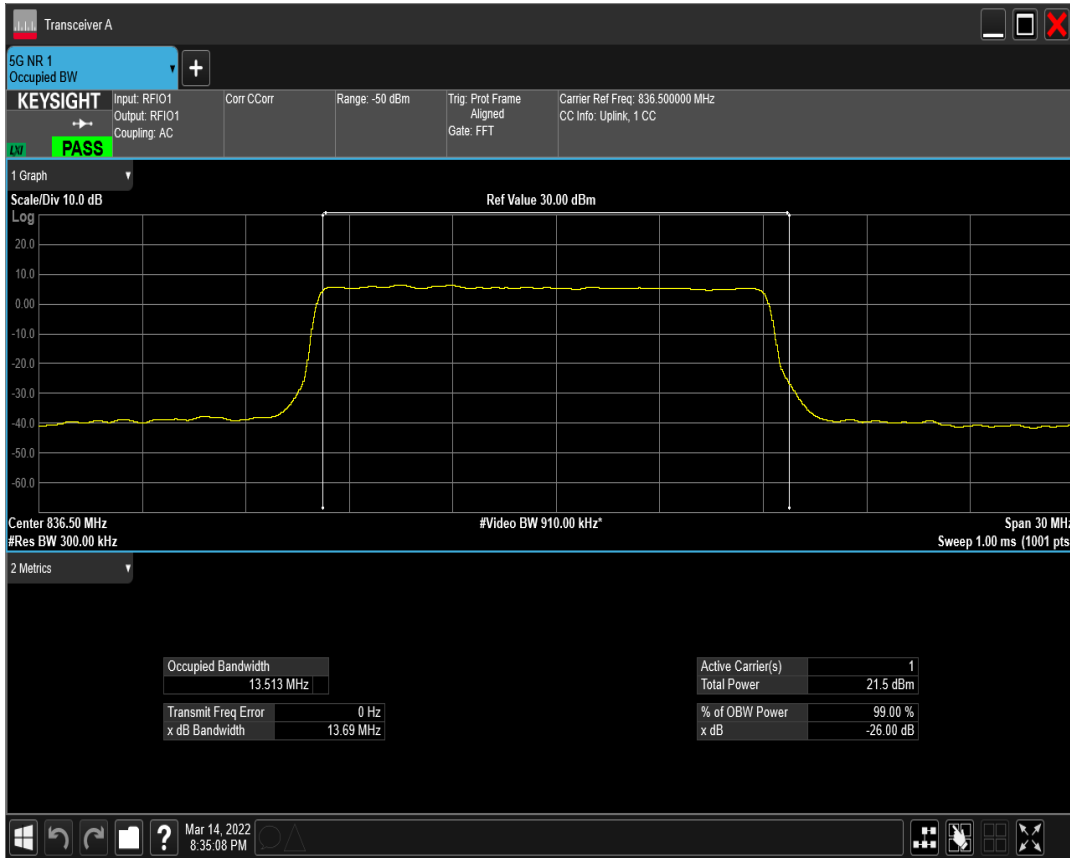 Transceiver A
5G NR 1
Occupied BW
+
KEYSIGHT
LXI
PASS
Input: RFIO1
Output: RFIO1
Coupling: AC
Corr CCorr
Range: -50 dBm
Trig: Prot Frame
Aligned
Gate: FFT
Carrier Ref Freq: 836.500000 MHz
CC Info: Uplink, 1 CC
1 Graph
Scale/Div 10.0 dB
Ref Value 30.00 dBm
Log
20.0
10.0
0.00
-10.0
-20.0
-30.0
-40.0
-50.0
-60.0
Center 836.50 MHz
#Video BW 910.00 kHz*
Span 30 MHz
#Res BW 300.00 kHz
Sweep 1.00 ms (1001 pts
2 Metrics
Occupied Bandwidth
13.513 MHz
Transmit Freq Error 0 Hz
x dB Bandwidth 13.69 MHz
Active Carrier(s) 1
Total Power 21.5 dBm
% of OBW Power 99.00 %
x dB -26.00 dB
?
Mar 14, 2022
8:35:08 PM